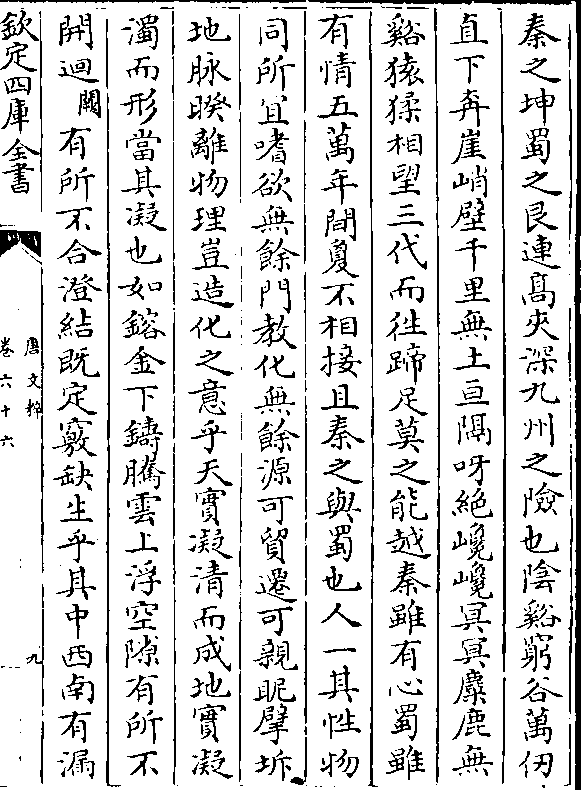 秦之坤蜀之艮連髙夾深九州之險也陰谿窮谷萬仞
直下奔崖峭壁千里無土亘隔呀絶巉巉冥冥麋鹿無
谿猿猱相望三代而徃蹄足莫之能越秦雖有心蜀雖
有情五萬年間夐不相接且秦之與蜀也人一其性物
同所宜嗜欲無餘門教化無餘源可貿遷可親昵擘坼
地脉暌離物理豈造化之意乎天實凝清而成地實凝
濁而形當其凝也如鎔金下鑄騰雲上浮空隙有所不
開迴闕有所不合澄結既定竅缺生乎其中西南有漏
欽定四庫全書
唐文粹
卷六十六
九